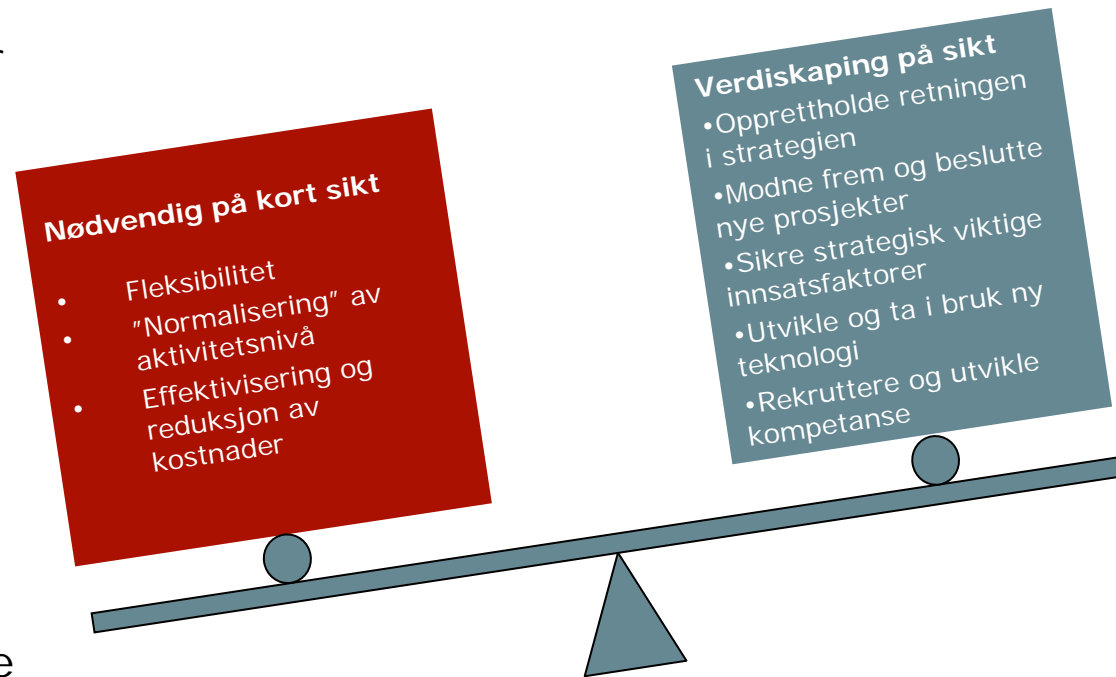 Nødvendig på kort sikt
• Fleksibilitet
• "Normalisering" av
aktivitetsnivå
• Effektivisering og
reduksjon av
kostnader
Verdiskaping på sikt
•Opprettholde retningen
i strategien
•Modne frem og beslutte
nye prosjekter
•Sikre strategisk viktige
innsatsfaktorer
•Utvikle og ta i bruk ny
teknologi
•Rekruttere og utvikle
kompetanse